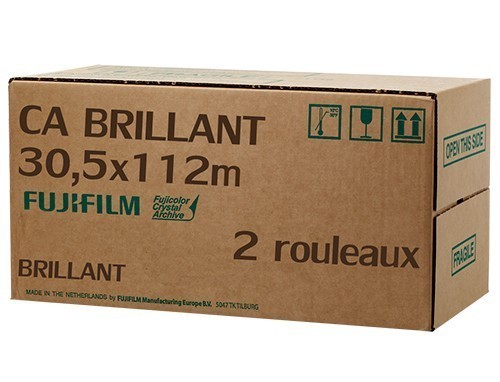 CA BRILLANT
30,5x112m
FUJIFILM
Fujicolor
Crystal
Archive
2 rouleaux
BRILLANT
MADE IN THE NETHERLANDS by FUJIFILM Manufacturing Europe B.V. 5047 TK TILBURG
OPEN THIS SIDE
FRAGILE